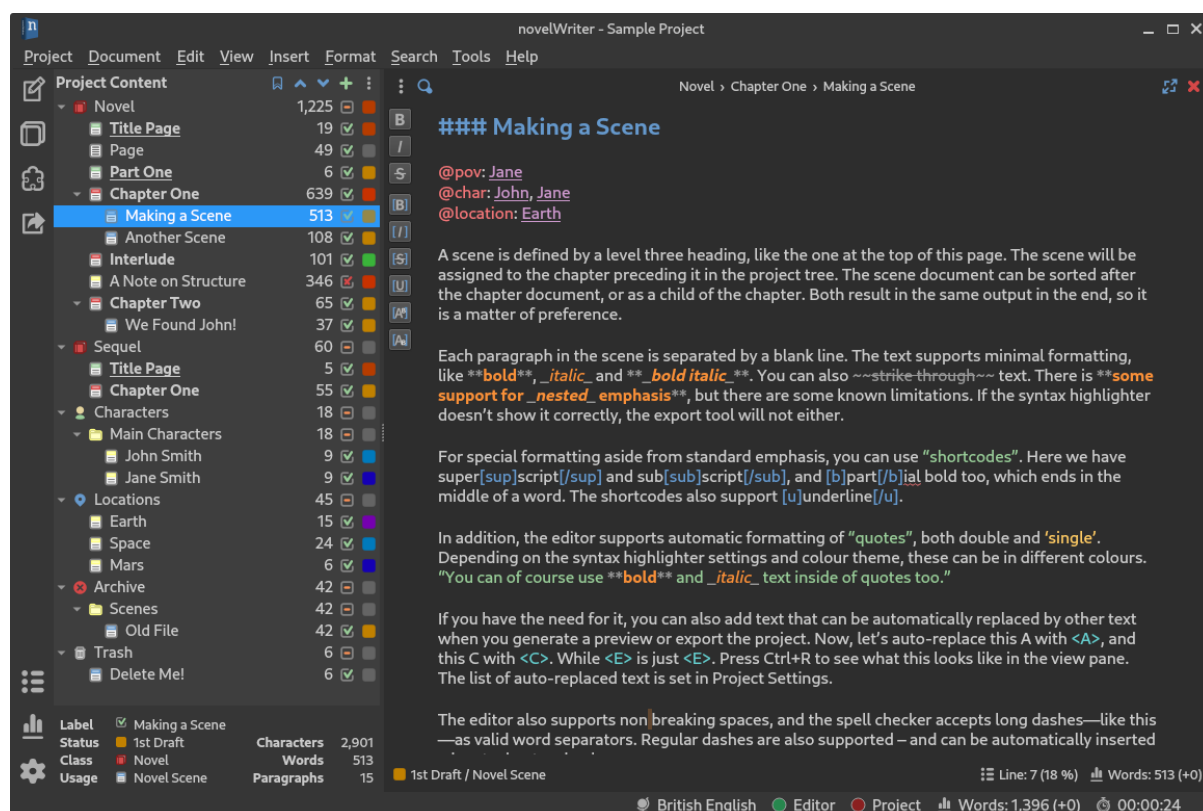 novelWriter - Sample Project
Project Document Edit View Insert Format Search Tools Help
Project Content
Novel 1,225
Title Page 19
Page 49
Part One 6
Chapter One 639
Making a Scene 513
Another Scene 108
Interlude 101
A Note on Structure 346
Chapter Two 65
We Found John! 37
Sequel 60
Title Page 5
Chapter One 55
Characters 18
Main Characters 18
John Smith 9
Jane Smith 9
Locations 45
Earth 15
Space 24
Mars 6
Archive 42
Scenes 42
Old File 42
Trash 6
Delete Me! 6
Label Making a Scene
Status 1st Draft Characters 2,901
Class Novel Words 513
Usage Novel Scene Paragraphs 15
Novel › Chapter One › Making a Scene
B
I
S
[B]
[I]
[S]
[U]
### Making a Scene
@pov: Jane
@char: John, Jane
@location: Earth
A scene is defined by a level three heading, like the one at the top of this page. The scene will be
assigned to the chapter preceding it in the project tree. The scene document can be sorted after
the chapter document, or as a child of the chapter. Both result in the same output in the end, so it
is a matter of preference.
Each paragraph in the scene is separated by a blank line. The text supports minimal formatting,
like **bold**, _italic_ and **_bold italic_**. You can also ~~strike through~~ text. There is **some
support for _nested_ emphasis**, but there are some known limitations. If the syntax highlighter
doesn’t show it correctly, the export tool will not either.
For special formatting aside from standard emphasis, you can use “shortcodes”. Here we have
super[sup]script[/sup] and sub[sub]script[/sub], and [b]part[/b]ial bold too, which ends in the
middle of a word. The shortcodes also support [u]underline[/u].
In addition, the editor supports automatic formatting of “quotes”, both double and ‘single’.
Depending on the syntax highlighter settings and colour theme, these can be in different colours.
“You can of course use **bold** and _italic_ text inside of quotes too.”
If you have the need for it, you can also add text that can be automatically replaced by other text
when you generate a preview or export the project. Now, let’s auto-replace this A with <A>, and
this C with <C>. While <E> is just <E>. Press Ctrl+R to see what this looks like in the view pane.
The list of auto-replaced text is set in Project Settings.
The editor also supports non breaking spaces, and the spell checker accepts long dashes—like this
—as valid word separators. Regular dashes are also supported – and can be automatically inserted
1st Draft / Novel Scene Line: 7 (18 %) Words: 513 (+0)
British English Editor Project Words: 1,396 (+0) 00:00:24